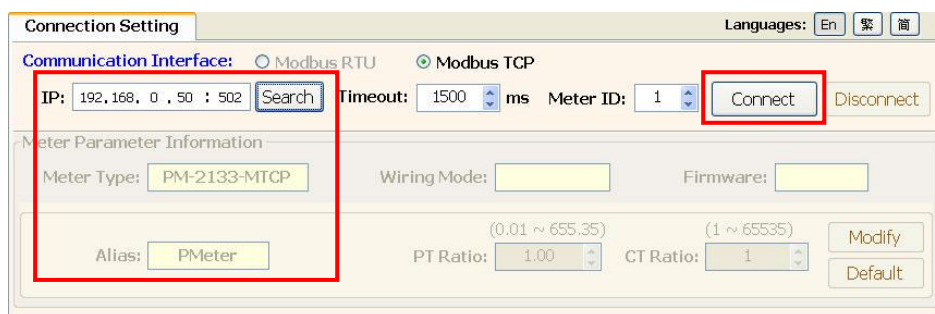 Connection Setting Languages: En 繁 简
Communication Interface: Modbus RTU Modbus TCP
IP: 192.168. 0 .50 : 502 Search Timeout: 1500 ms Meter ID: 1 Connect Disconnect
Meter Parameter Information
Meter Type: PM-2133-MTCP Wiring Mode: Firmware:
(0.01 ~ 655.35) (1 ~ 65535)
Alias: PMeter PT Ratio: 1.00 CT Ratio: 1 Modify
Default